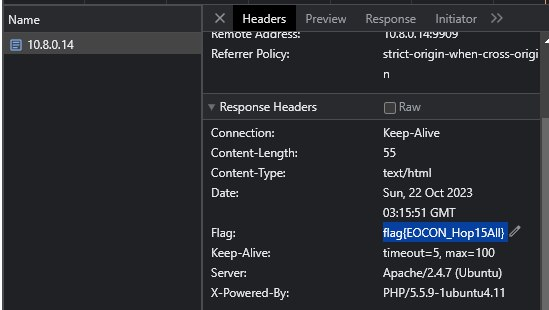 Name
Headers Preview Response Initiator
10.8.0.14
Remote Address: 10.8.0.14:9909
Referrer Policy: strict-origin-when-cross-origi
n
Response Headers Raw
Connection: Keep-Alive
Content-Length: 55
Content-Type: text/html
Date: Sun, 22 Oct 2023
03:15:51 GMT
Flag: flag{EOCON_Hop15All}
Keep-Alive: timeout=5, max=100
Server: Apache/2.4.7 (Ubuntu)
X-Powered-By: PHP/5.5.9-1ubuntu4.11